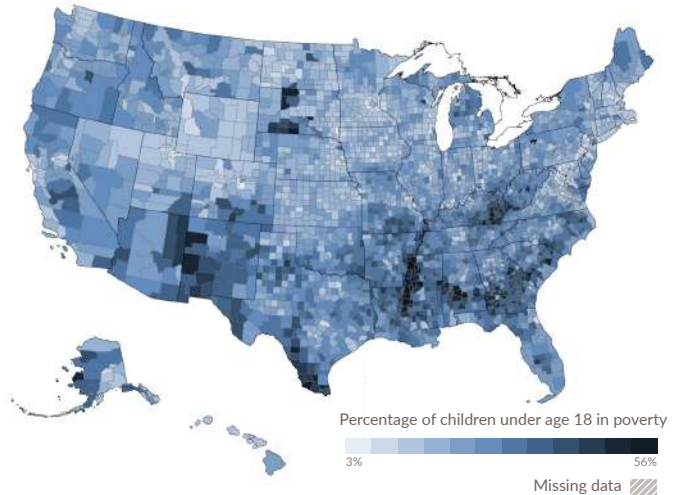 Percentage of children under age 18 in poverty
3% 56%
Missing data